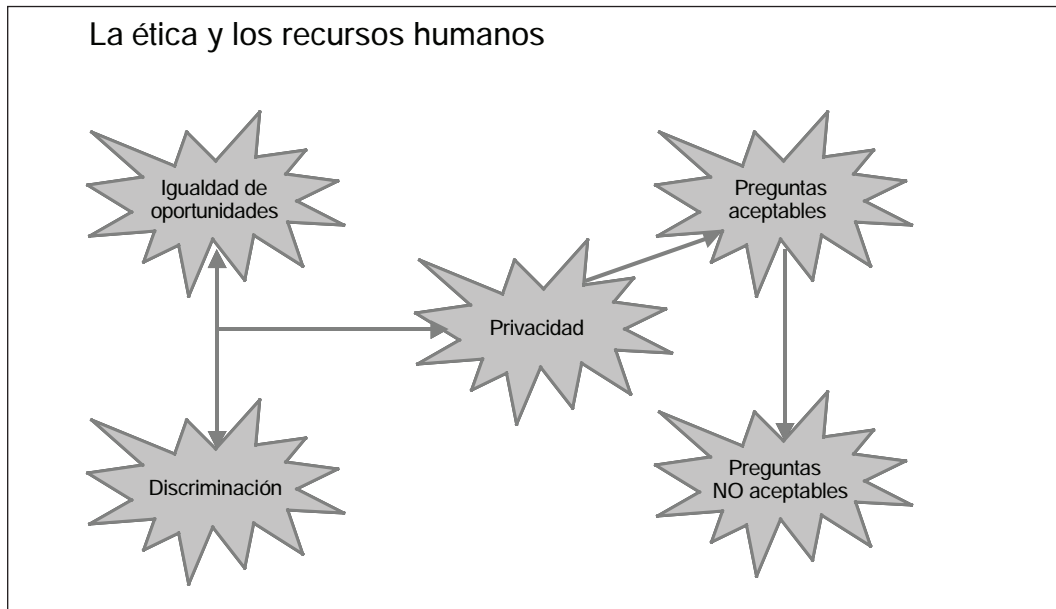 La ética y los recursos humanos
Igualdad de
oportunidades
Preguntas
aceptables
Privacidad
Discriminación
Preguntas
NO aceptables